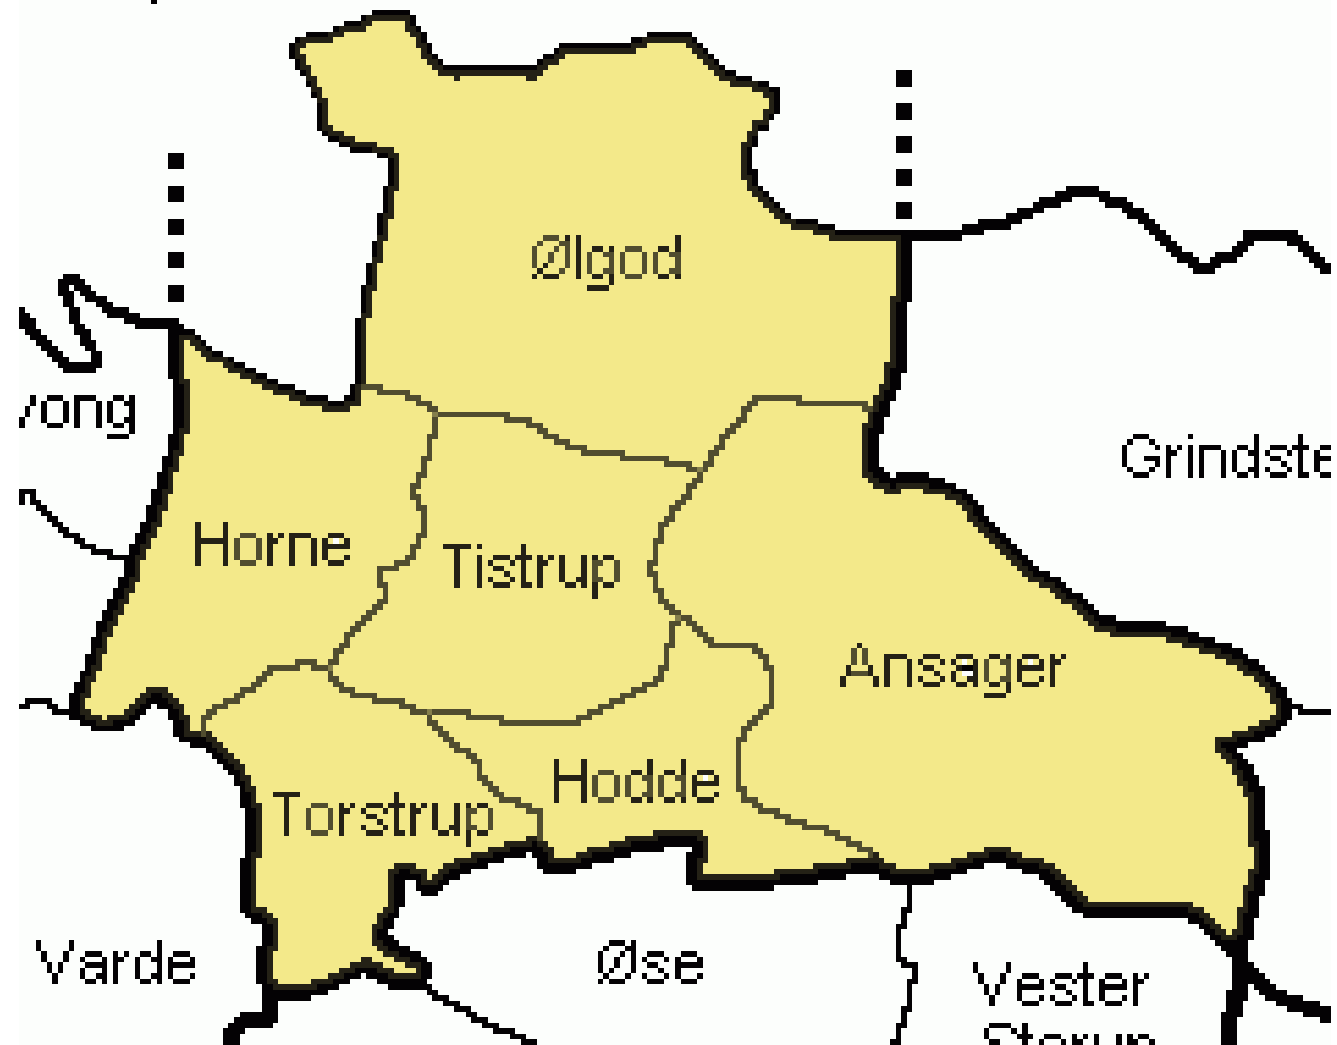 Ølgod
Grindste
Horne
Tistrup
Ansager
Hodde
Torstrup
Varde
Øse
Vester